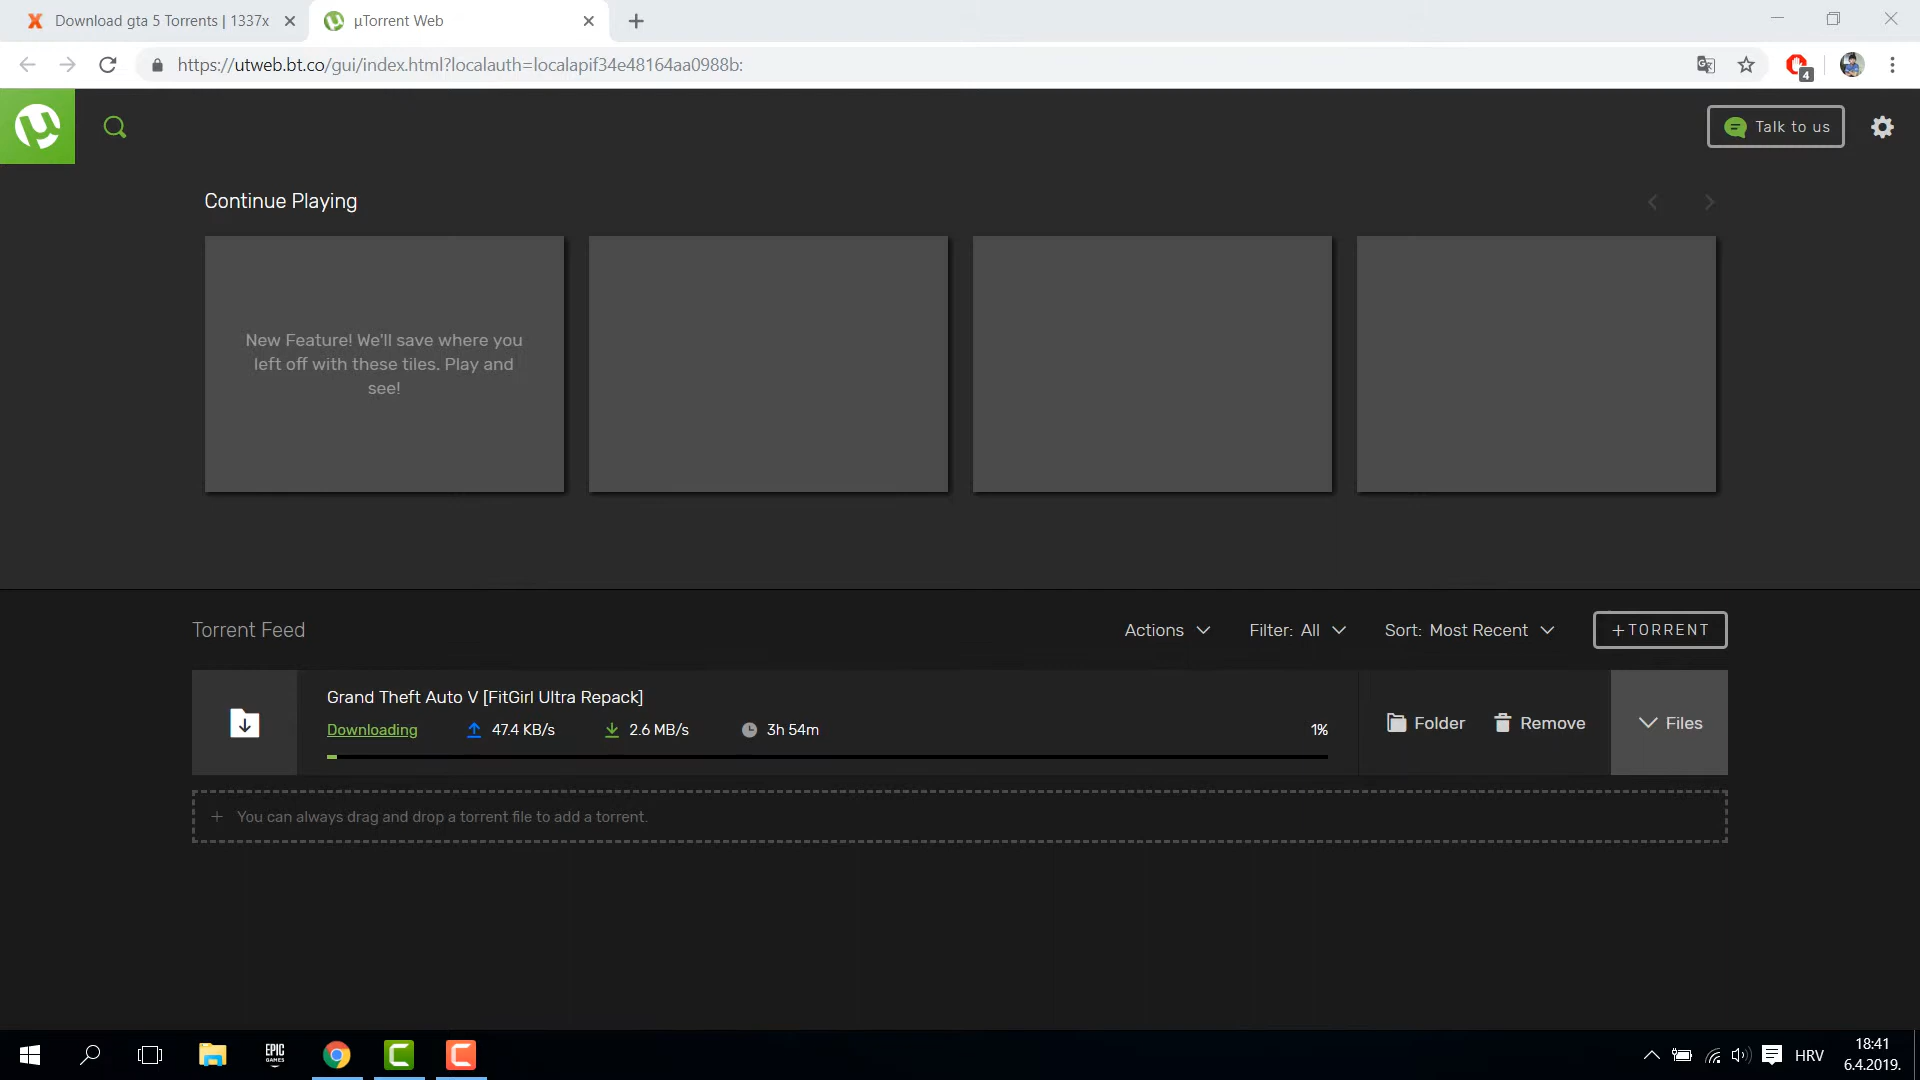 Download gta 5 Torrents | 1337x
µTorrent Web
https://utweb.bt.co/gui/index.html?localauth=localapif34e48164aa0988b:
4
Talk to us
Continue Playing
New Feature! We'll save where you
left off with these tiles. Play and
see!
Torrent Feed
Actions
Filter: All
Sort: Most Recent
+TORRENT
Grand Theft Auto V [FitGirl Ultra Repack]
Downloading
47.4 KB/s
2.6 MB/s
3h 54m
1%
Folder
Remove
Files
+ You can always drag and drop a torrent file to add a torrent.
EPIC
GAMES
HRV
18:41
6.4.2019.